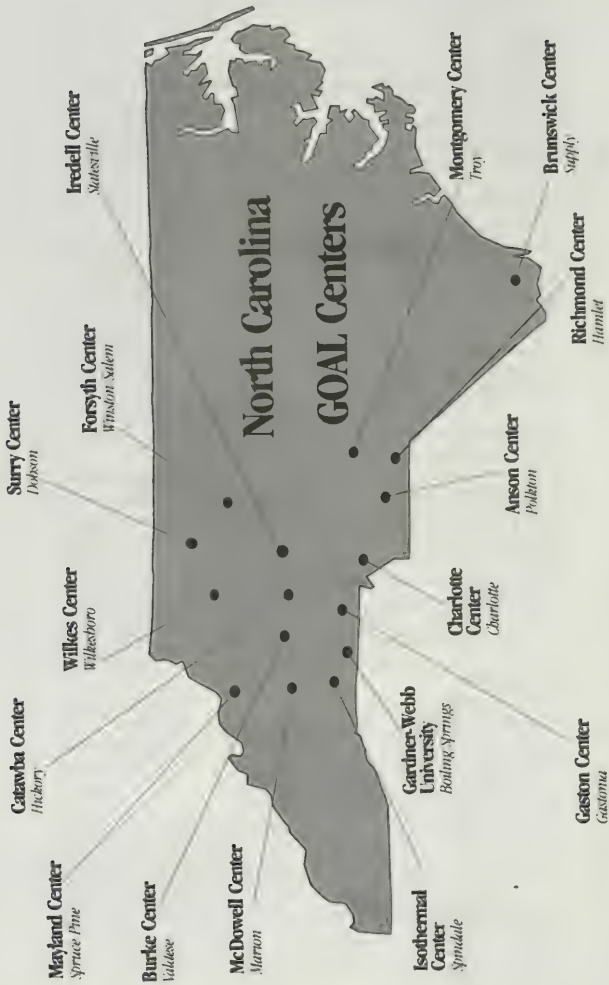 North Carolina
GOAL Centers
Mayland Center
Spruce Pine
Burke Center
Valdese
McDowell Center
Marion
Catawba Center
Hickory
Wilkes Center
Wilkesboro
Surry Center
Dobson
Forsyth Center
Winston Salem
Iredell Center
Statesville
Isothermal
Center
Spindale
Gardner-Webb
University
Boiling Springs
Gaston Center
Gastonia
Charlotte
Center
Charlotte
Anson Center
Polkton
Richmond Center
Hamlet
Montgomery Center
Troy
Brunswick Center
Supply